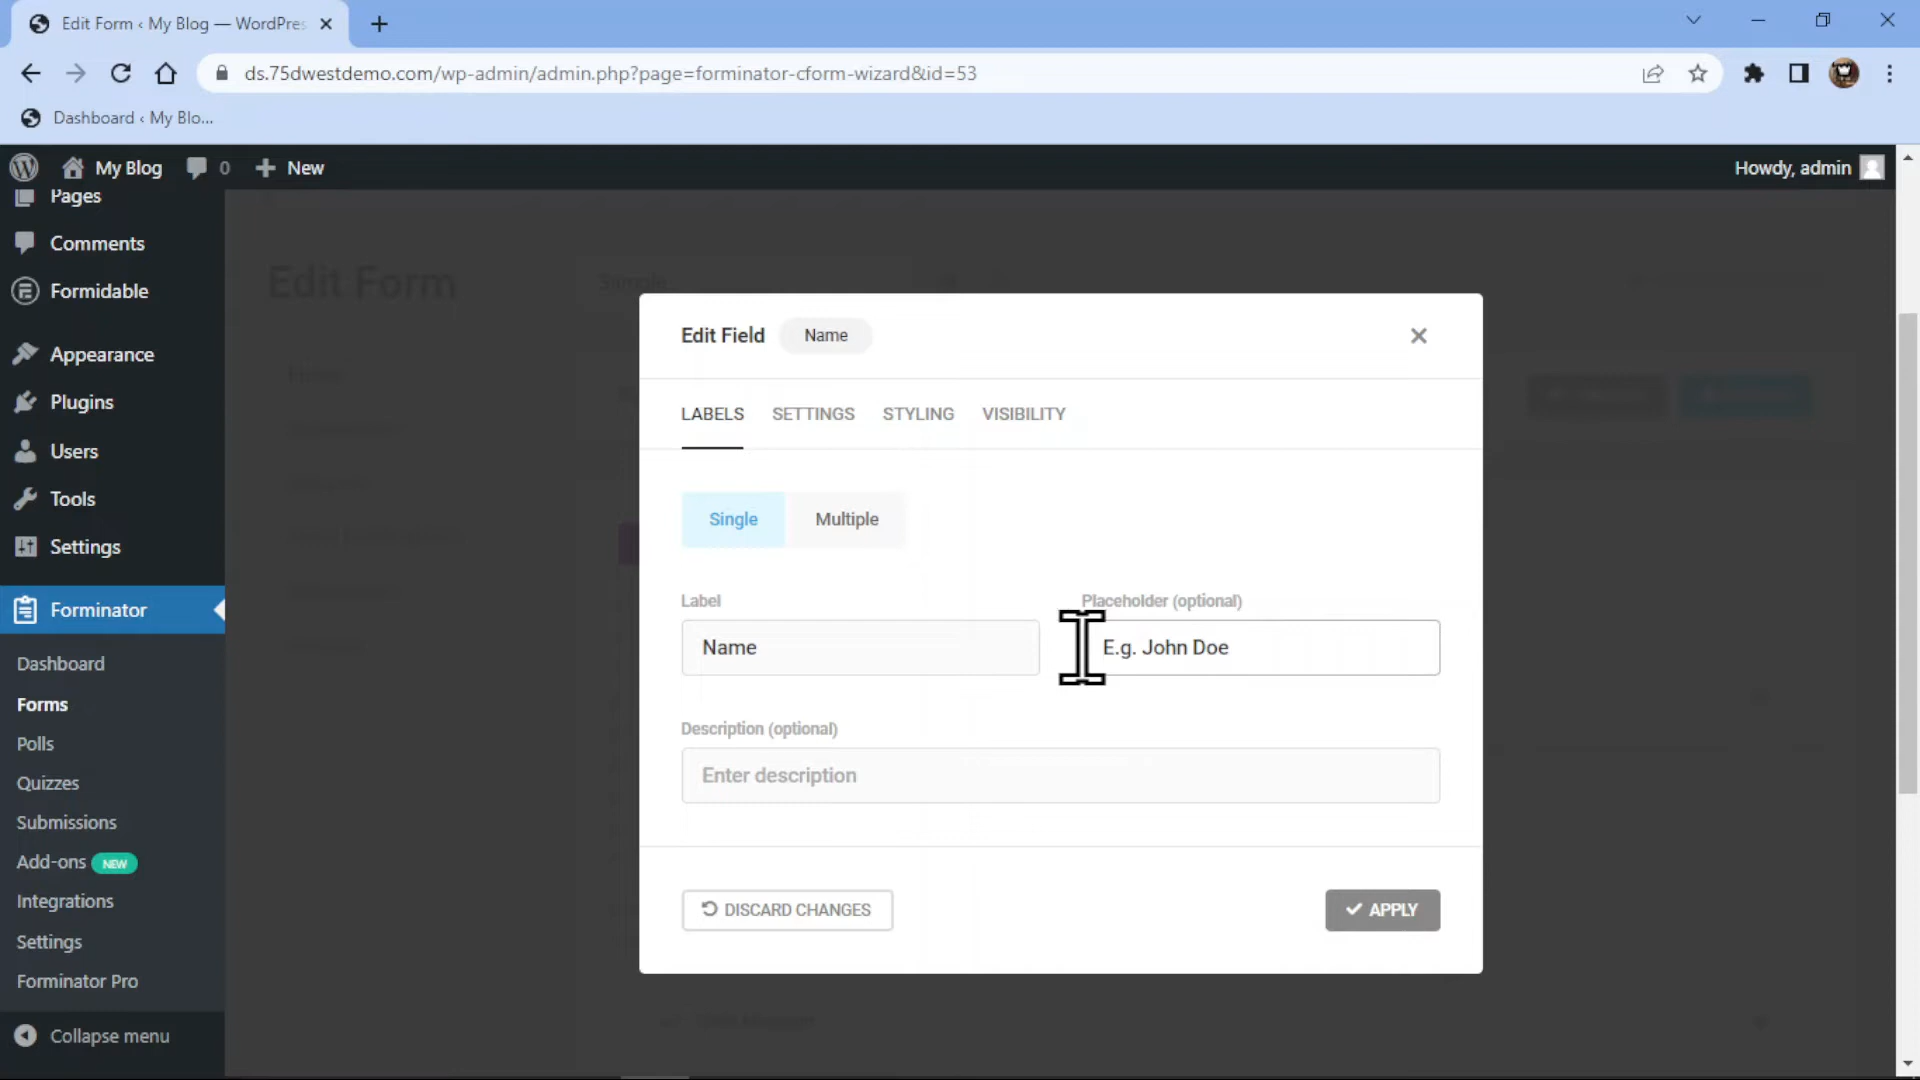 Edit Form ‹ My Blog — WordPres
ds.75dwestdemo.com/wp-admin/admin.php?page=forminator-cform-wizard&id=53
Dashboard ‹ My Blo...
My Blog
0
New
Howdy, admin
Pages
Comments
Formidable
Appearance
Plugins
Users
Tools
Settings
Forminator
Dashboard
Forms
Polls
Quizzes
Submissions
Add-ons NEW
Integrations
Settings
Forminator Pro
Collapse menu
Edit Form
Sample
Edit Field
Name
LABELS
SETTINGS
STYLING
VISIBILITY
Single
Multiple
Label
Placeholder (optional)
Name
E.g. John Doe
Description (optional)
Enter description
DISCARD CHANGES
APPLY